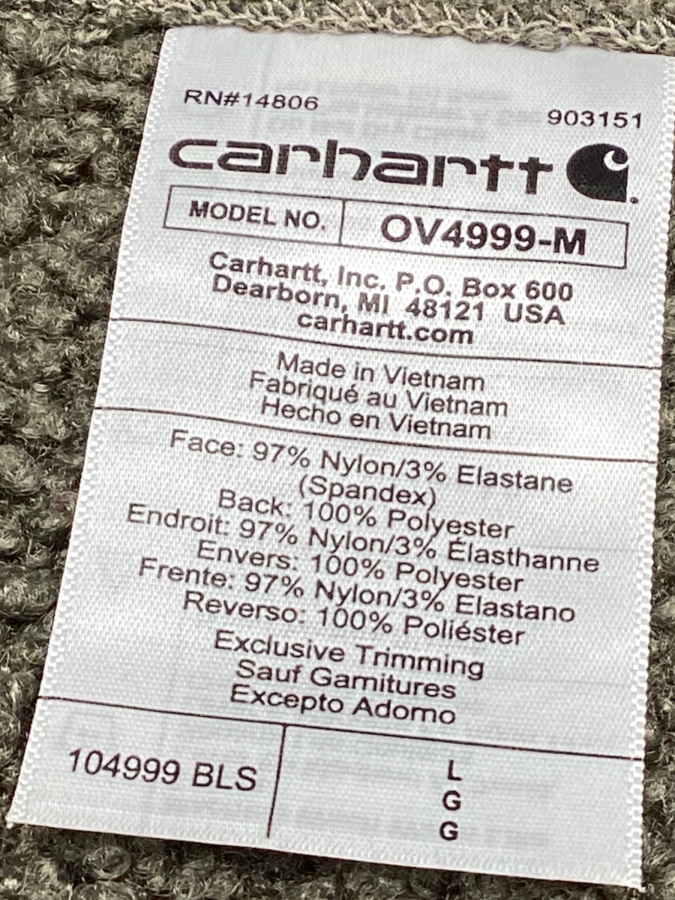 RN#14806
903151
carhartt
MODEL NO. OV4999-M
Carhartt, Inc. P.O. Box 600
Dearborn, MI 48121 USA
carhartt.com
Made in Vietnam
Fabriqué au Vietnam
Hecho en Vietnam
Face: 97% Nylon/3% Elastane
(Spandex)
Back: 100% Polyester
Endroit: 97% Nylon/3% Élasthanne
Envers: 100% Polyester
Frente: 97% Nylon/3% Elastano
Reverso: 100% Poliéster
Exclusive Trimming
Sauf Garnitures
Excepto Adorno
104999 BLS
L
G
G